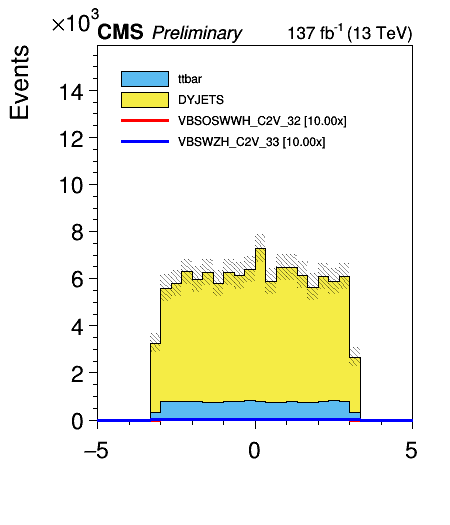 ×10³
CMS Preliminary 137 fb⁻¹ (13 TeV)
Events
ttbar
DYJETS
VBSOSWWH_C2V_32 [10.00x]
VBSWZH_C2V_33 [10.00x]
14
12
10
8
6
4
2
0
−5 0 5